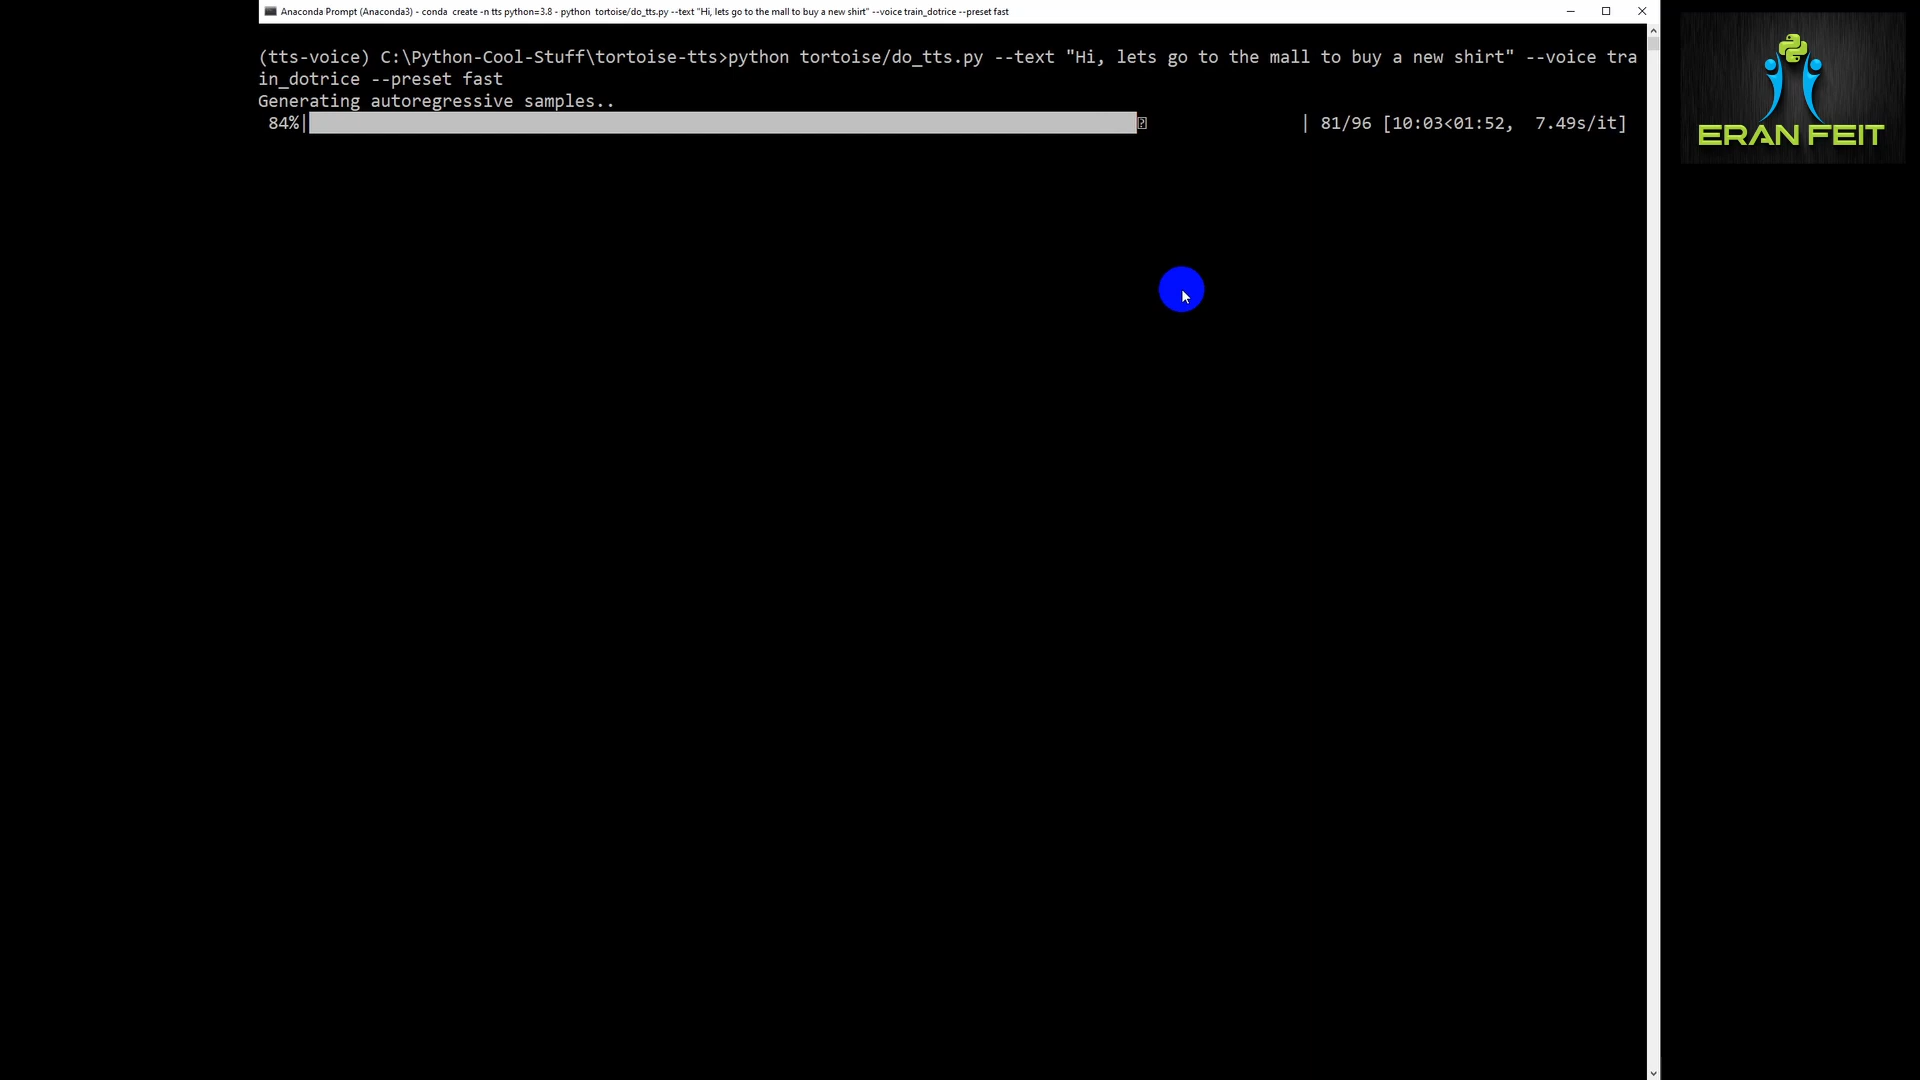 Anaconda Prompt (Anaconda3) - conda  create -n tts python=3.8 - python  tortoise/do_tts.py --text "Hi, lets go to the mall to buy a new shirt" --voice train_dotrice --preset fast
(tts-voice) C:\Python-Cool-Stuff\tortoise-tts>python tortoise/do_tts.py --text "Hi, lets go to the mall to buy a new shirt" --voice tra
in_dotrice --preset fast
Generating autoregressive samples..
84%| | 81/96 [10:03<01:52,  7.49s/it]
ERAN FEIT